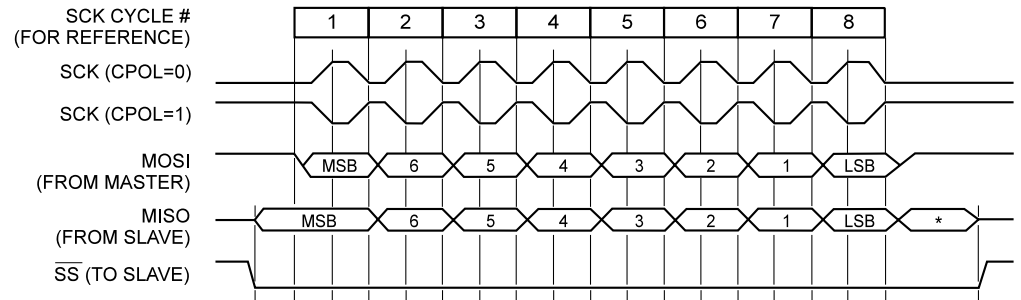 SCK CYCLE # 1 2 3 4 5 6 7 8
(FOR REFERENCE)
SCK (CPOL=0)
SCK (CPOL=1)
MOSI MSB 6 5 4 3 2 1 LSB
(FROM MASTER)
MISO MSB 6 5 4 3 2 1 LSB *
(FROM SLAVE)
SS (TO SLAVE)